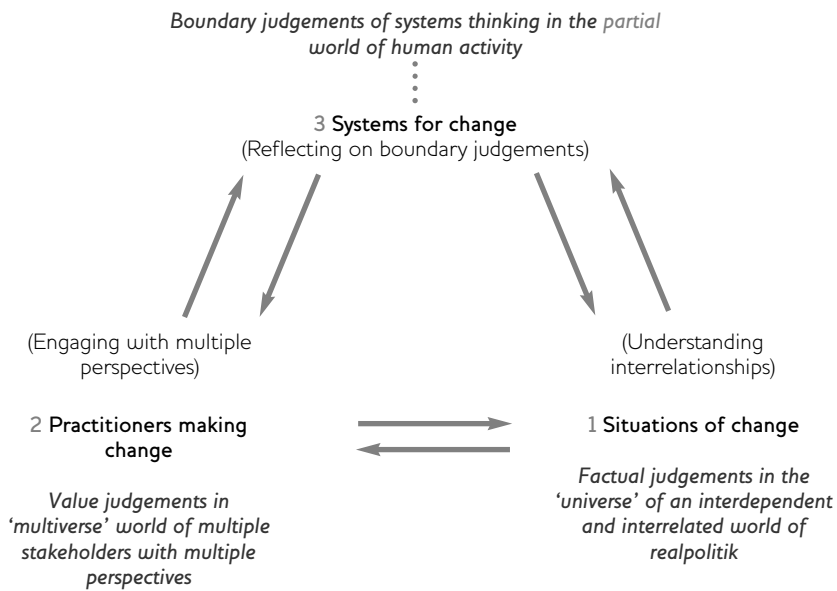 Boundary judgements of systems thinking in the partial
world of human activity
3 Systems for change
(Reflecting on boundary judgements)
(Engaging with multiple
perspectives)
2 Practitioners making
change
Value judgements in
‘multiverse’ world of multiple
stakeholders with multiple
perspectives
(Understanding
interrelationships)
1 Situations of change
Factual judgements in the
‘universe’ of an interdependent
and interrelated world of
realpolitik